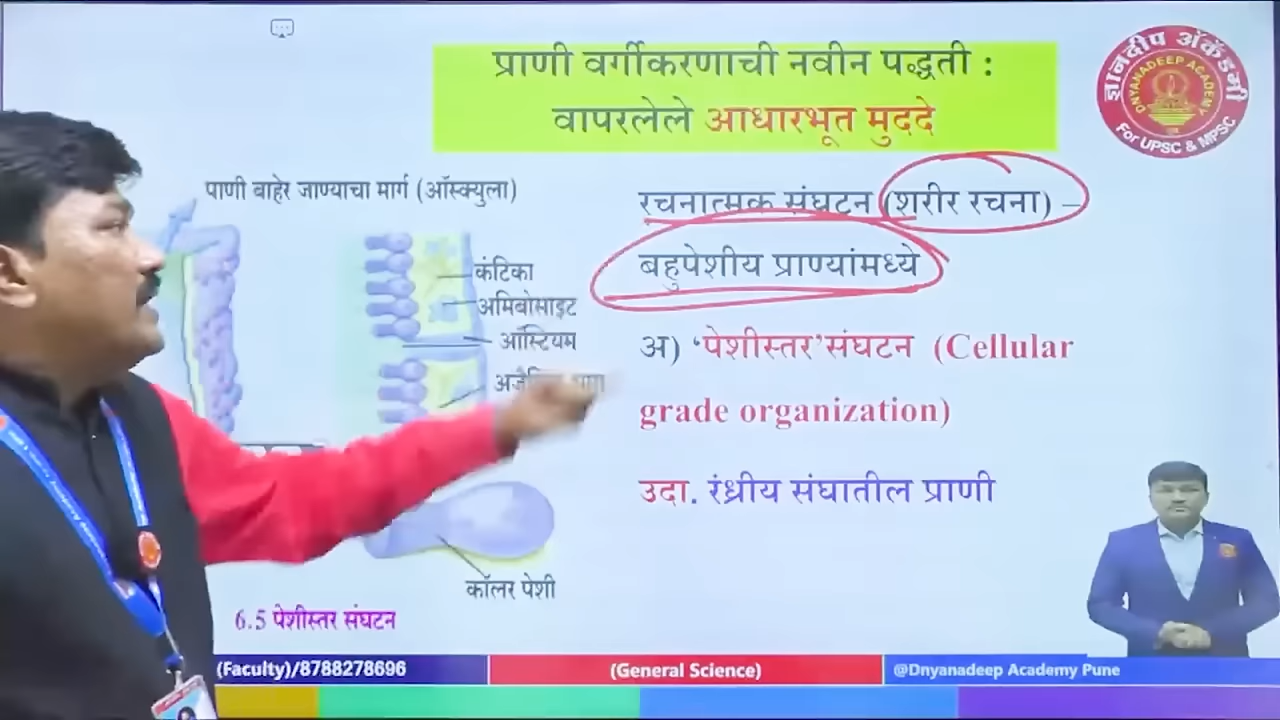 प्राणी वर्गीकरणाची नवीन पद्धती :
वापरलेले आधारभूत मुददे
ज्ञानदीप अ‍ॅकॅडमी
DNYANADEEP ACADEMY
For UPSC & MPSC
पाणी बाहेर जाण्याचा मार्ग (ऑस्क्युला)
कंटिका
अमिबोसाइट
ऑस्टियम
कॉलर पेशी
6.5 पेशीस्तर संघटन
रचनात्मक संघटन (शरीर रचना) –
बहुपेशीय प्राण्यांमध्ये
अ) ‘पेशीस्तर’संघटन (Cellular
grade organization)
उदा. रंध्रीय संघातील प्राणी
(Faculty)/8788278696
(General Science)
@Dnyanadeep Academy Pune